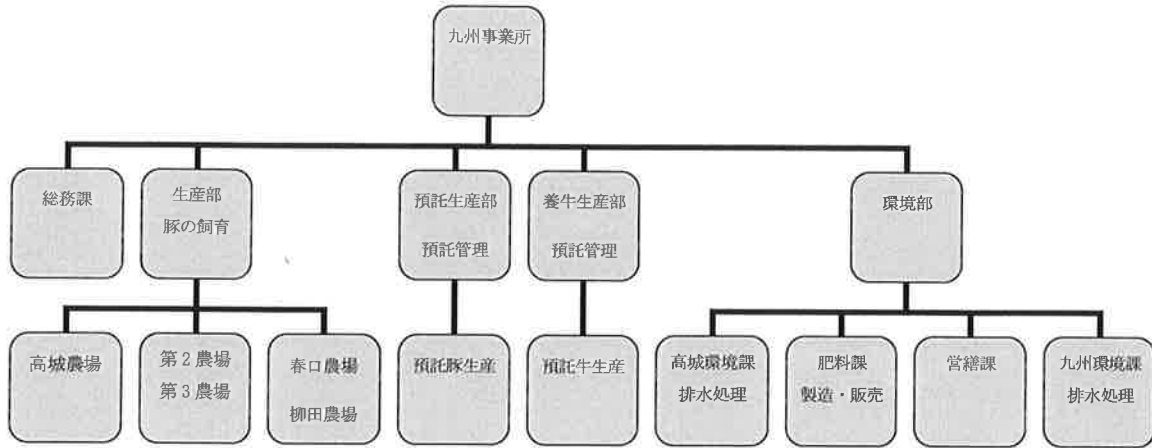 九州事業所
総務課
生産部
豚の飼育
預託生産部
預託管理
養牛生産部
預託管理
環境部
高城農場
第2農場
第3農場
春口農場
柳田農場
預託豚生産
預託牛生産
高城環境課
排水処理
肥料課
製造・販売
営繕課
九州環境課
排水処理